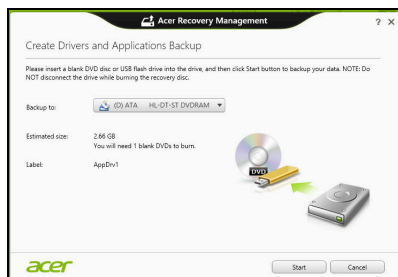 Acer Recovery Management
? ×
Create Drivers and Applications Backup
Please insert a blank DVD disc or USB flash drive into the drive, and then click Start button to backup your data. NOTE: Do
NOT disconnect the drive while burning the recovery disc.
Backup to: (D) ATA HL-DT-ST DVDRAM
Estimated size: 2.66 GB
You will need 1 blank DVDs to burn.
Label: AppDrv1
DVD
acer
Start Cancel